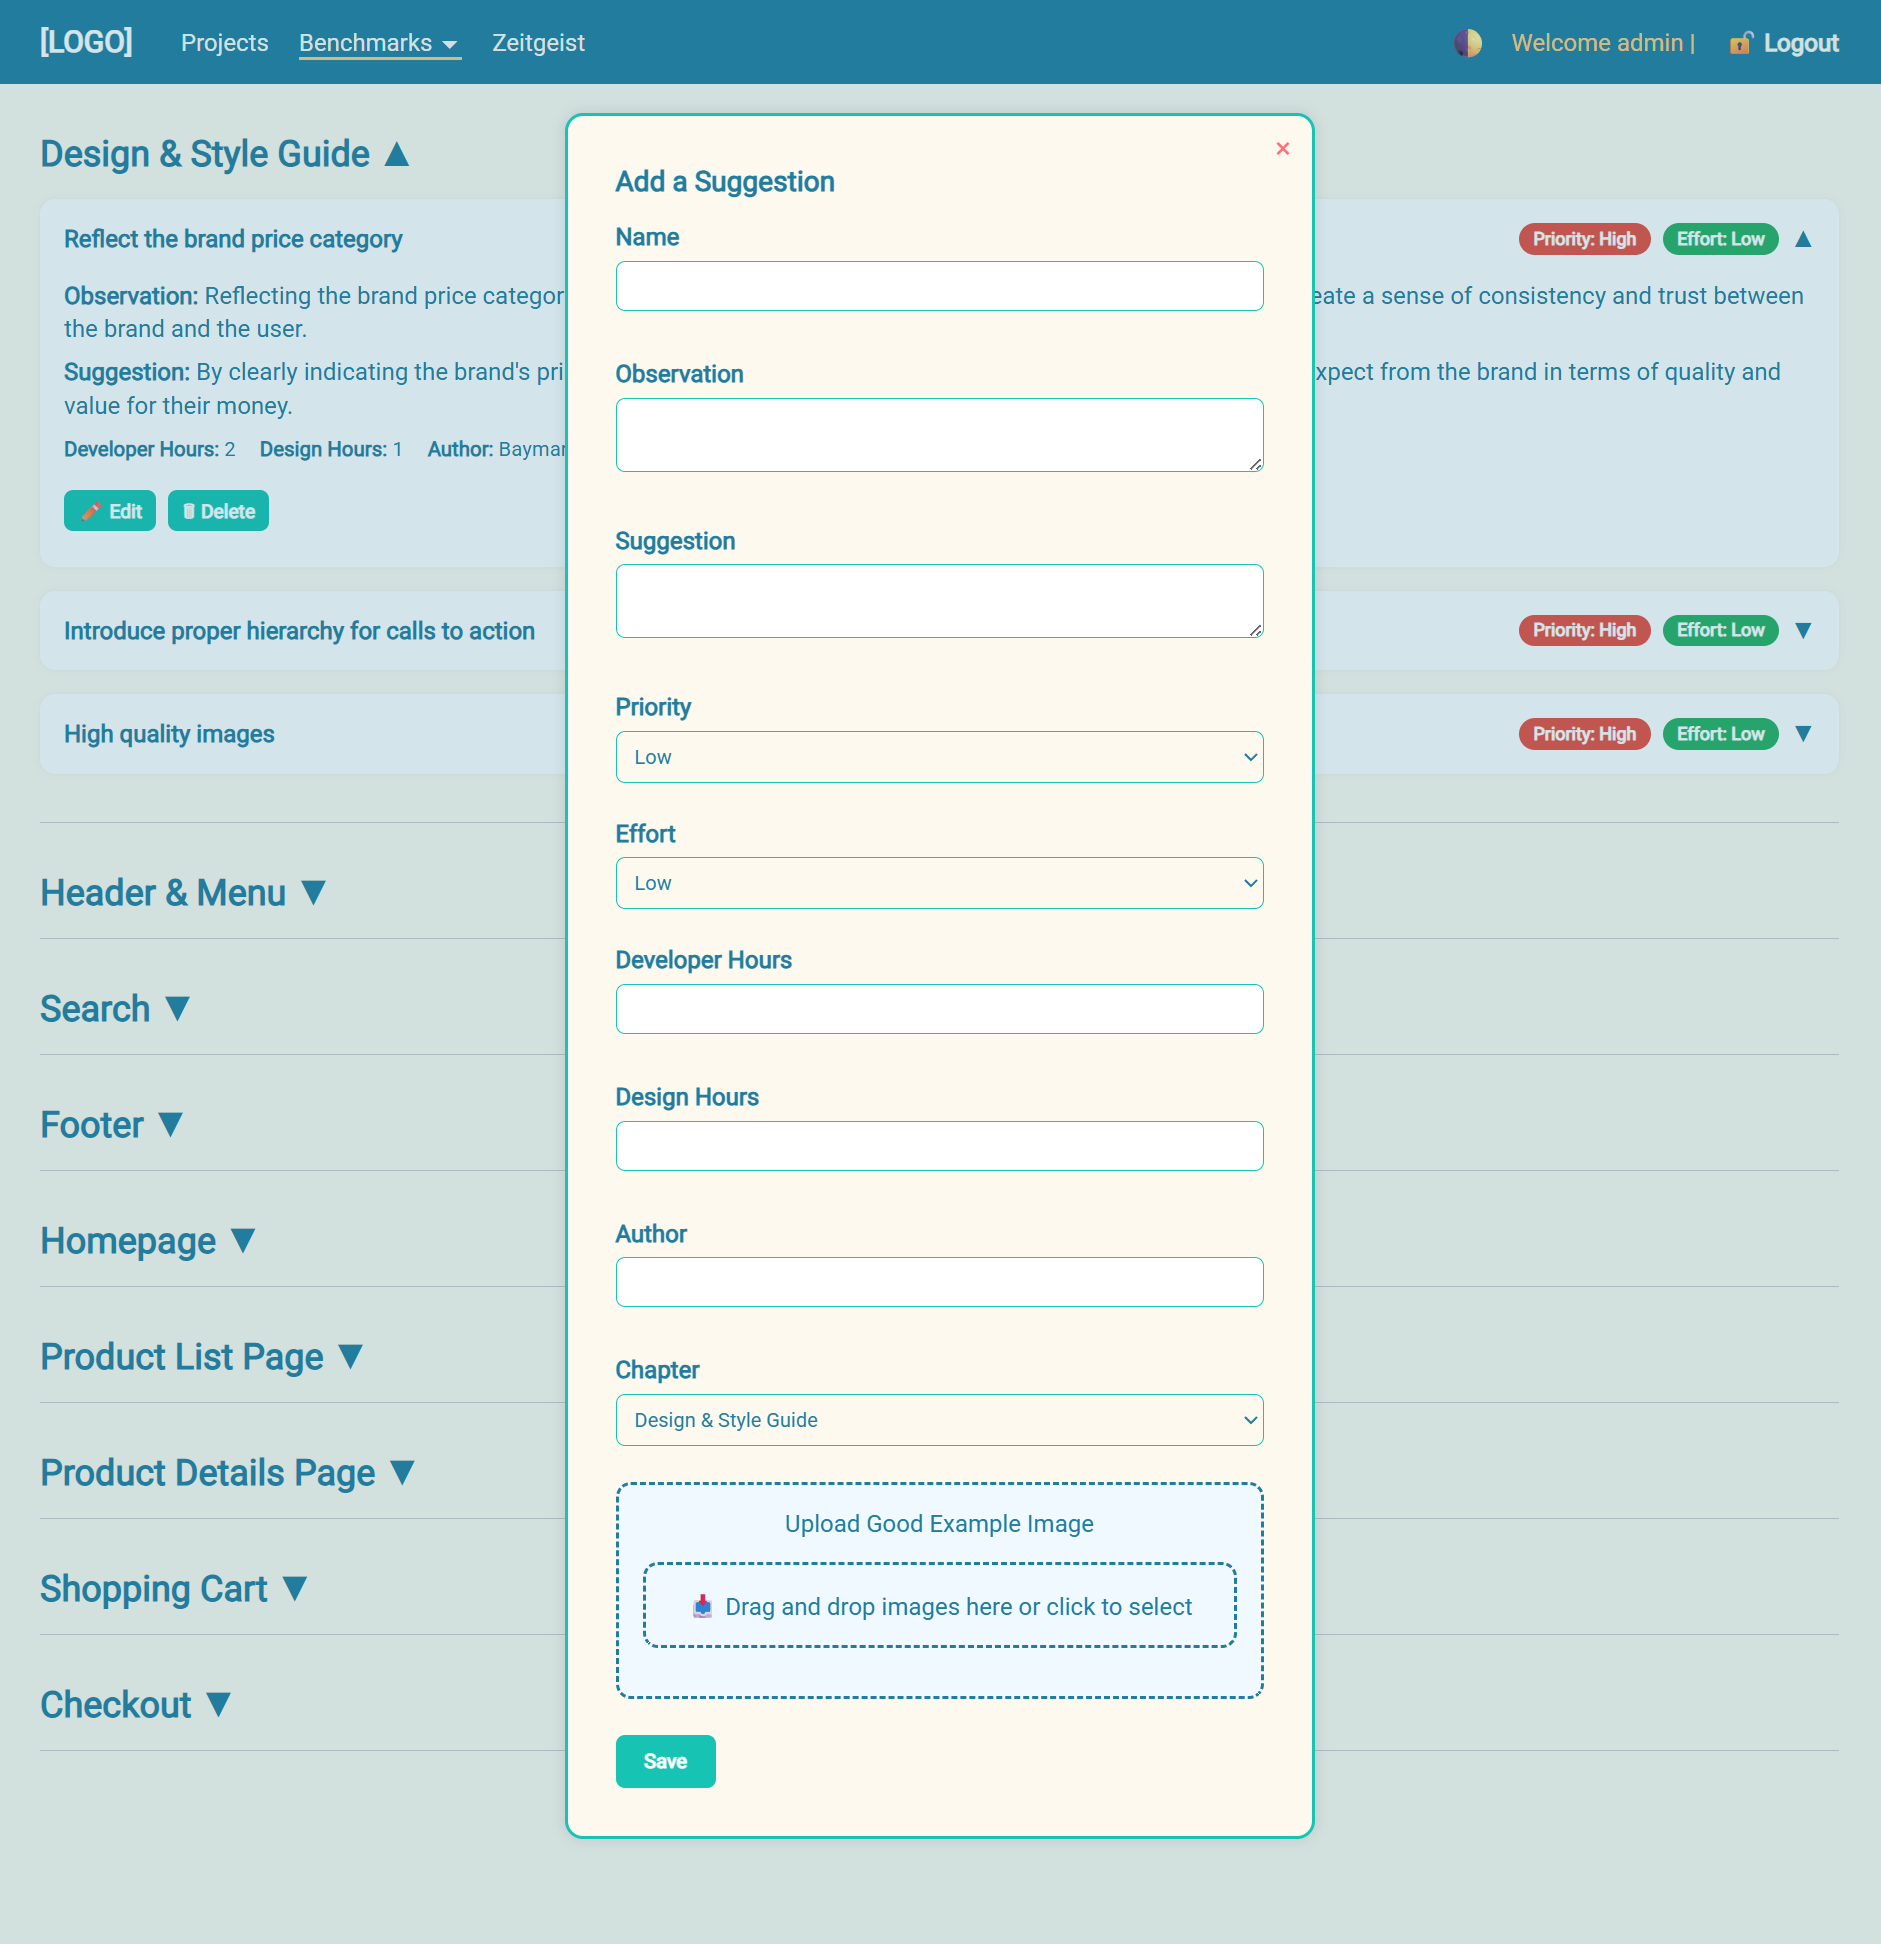 [LOGO] Projects Benchmarks Zeitgeist Welcome admin | Logout
Design & Style Guide
Reflect the brand price category
Priority: High Effort: Low
Observation: Reflecting the brand price
eate a sense of consistency and trust between
the brand and the user.
Suggestion: By clearly indicating the brand's
xpect from the brand in terms of quality and
value for their money.
Developer Hours: 2 Design Hours: 1 Author:
Edit Delete
Introduce proper hierarchy for calls to action
Priority: High Effort: Low
High quality images
Priority: High Effort: Low
Header & Menu
Search
Footer
Homepage
Product List Page
Product Details Page
Shopping Cart
Checkout
×
Add a Suggestion
Name
Observation
Suggestion
Priority
Low
Effort
Low
Developer Hours
Design Hours
Author
Chapter
Design & Style Guide
Upload Good Example Image
Drag and drop images here or click to select
Save